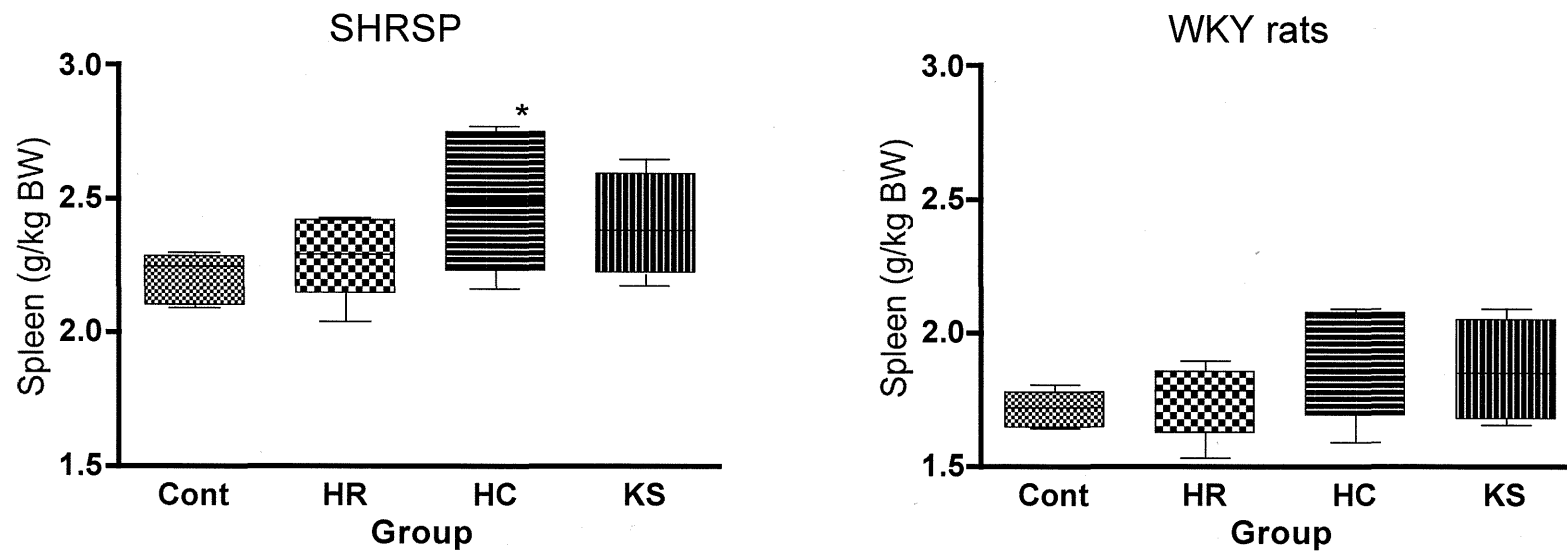 SHRSP
Spleen (g/kg BW)
3.0
2.5
2.0
1.5
*
Cont HR HC KS
Group
WKY rats
Spleen (g/kg BW)
3.0
2.5
2.0
1.5
Cont HR HC KS
Group